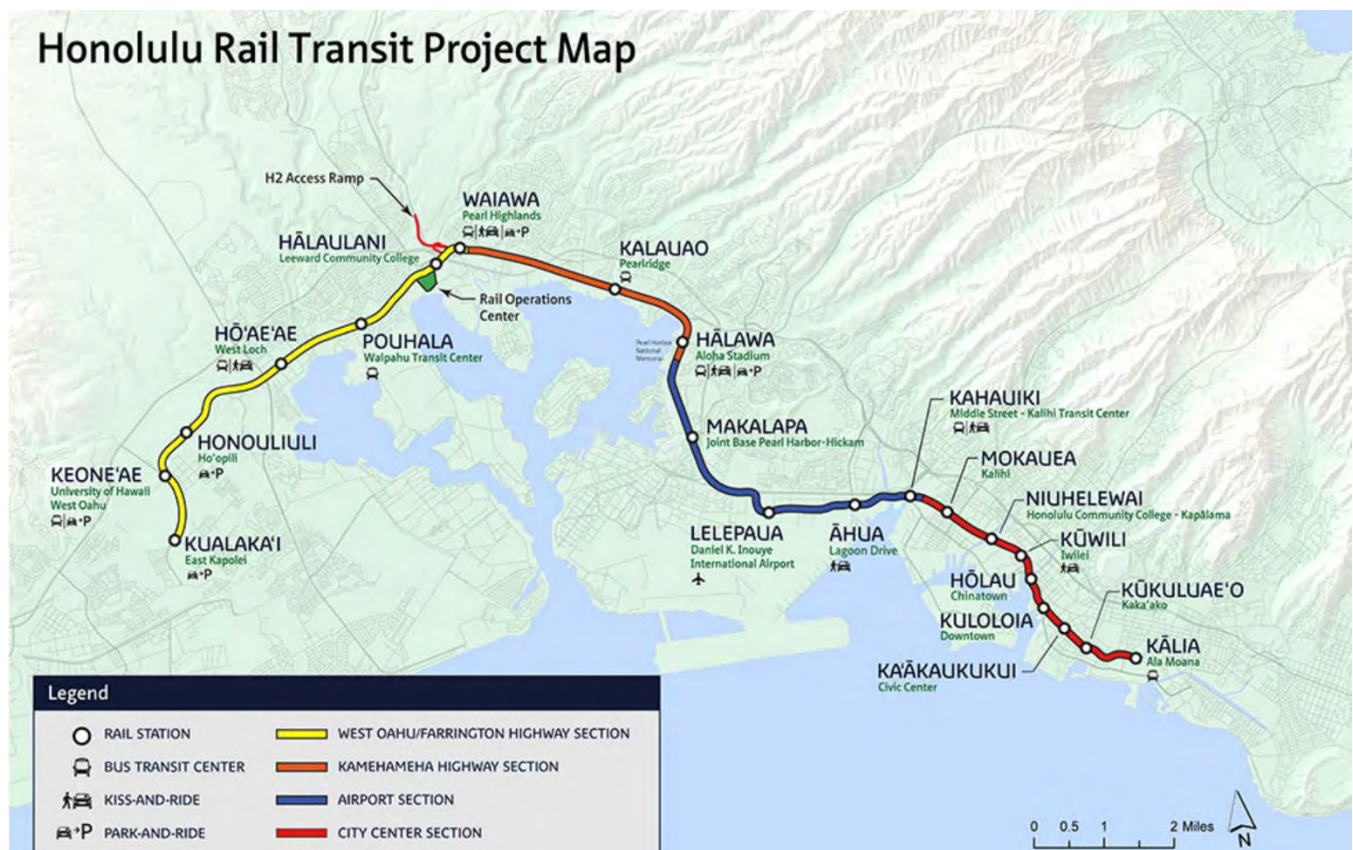 Honolulu Rail Transit Project Map
H2 Access Ramp
WAIAWA
Pearl Highlands
P
HĀLAULANI
Leeward Community College
KALAUAO
Pearlridge
Rail Operations
Center
HŌ'AE'AE
West Loch
POUHALA
Waipahu Transit Center
Pearl Harbor
National
Memorial
HĀLAWA
Aloha Stadium
P
KAHAUIKI
Middle Street - Kalihi Transit Center
MAKALAPA
Joint Base Pearl Harbor-Hickam
HONOULIULI
Ho'opili
P
MOKAUEA
Kalihi
KEONE'AE
University of Hawaii
West Oahu
P
NIUHELEWAI
Honolulu Community College - Kapālama
KUALAKA'I
East Kapolei
P
LELEPAUA
Daniel K. Inouye
International Airport
ĀHUA
Lagoon Drive
KŪWILI
Iwilei
HŌLAU
Chinatown
KŪKULUAE'O
Kaka'ako
KULOLOIA
Downtown
KĀLIA
Ala Moana
KA'ĀKAUKUKUI
Civic Center
Legend
RAIL STATION
WEST OAHU/FARRINGTON HIGHWAY SECTION
BUS TRANSIT CENTER
KAMEHAMEHA HIGHWAY SECTION
KISS-AND-RIDE
AIRPORT SECTION
P PARK-AND-RIDE
CITY CENTER SECTION
0 0.5 1 2 Miles
N